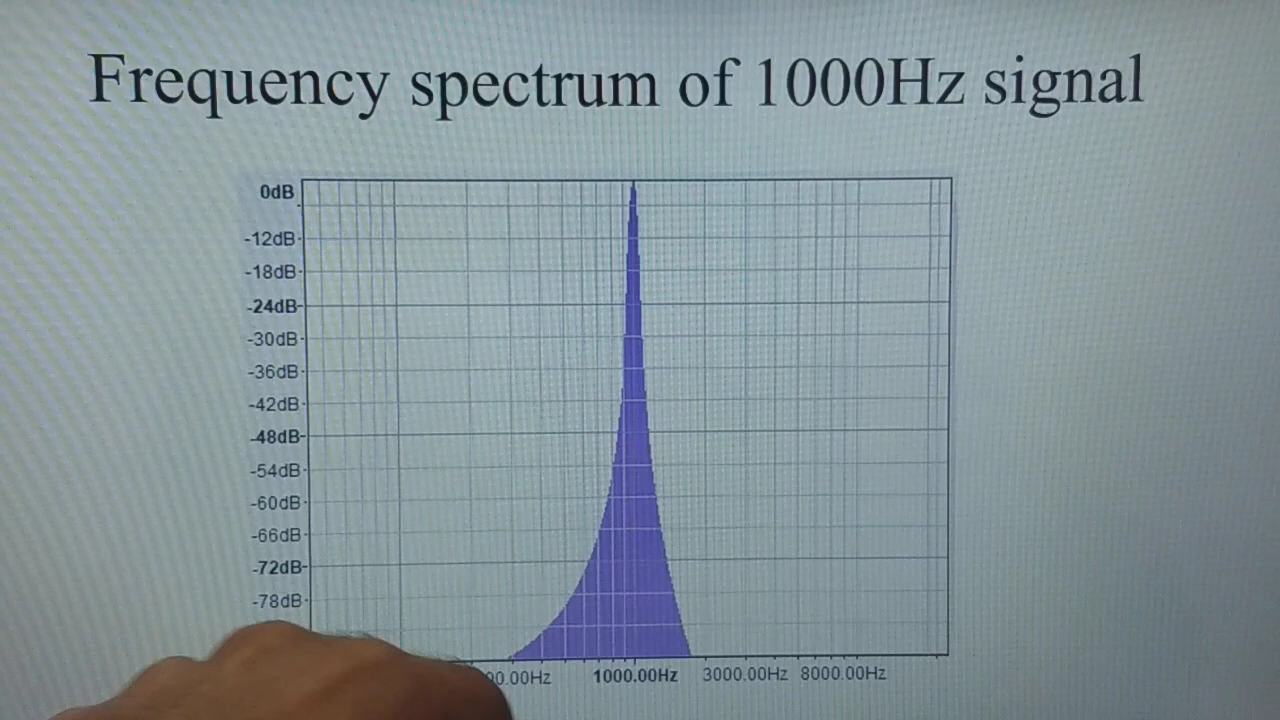 Frequency spectrum of 1000Hz signal
0dB
-12dB
-18dB
-24dB
-30dB
-36dB
-42dB
-48dB
-54dB
-60dB
-66dB
-72dB
-78dB
1000.00Hz 3000.00Hz 8000.00Hz